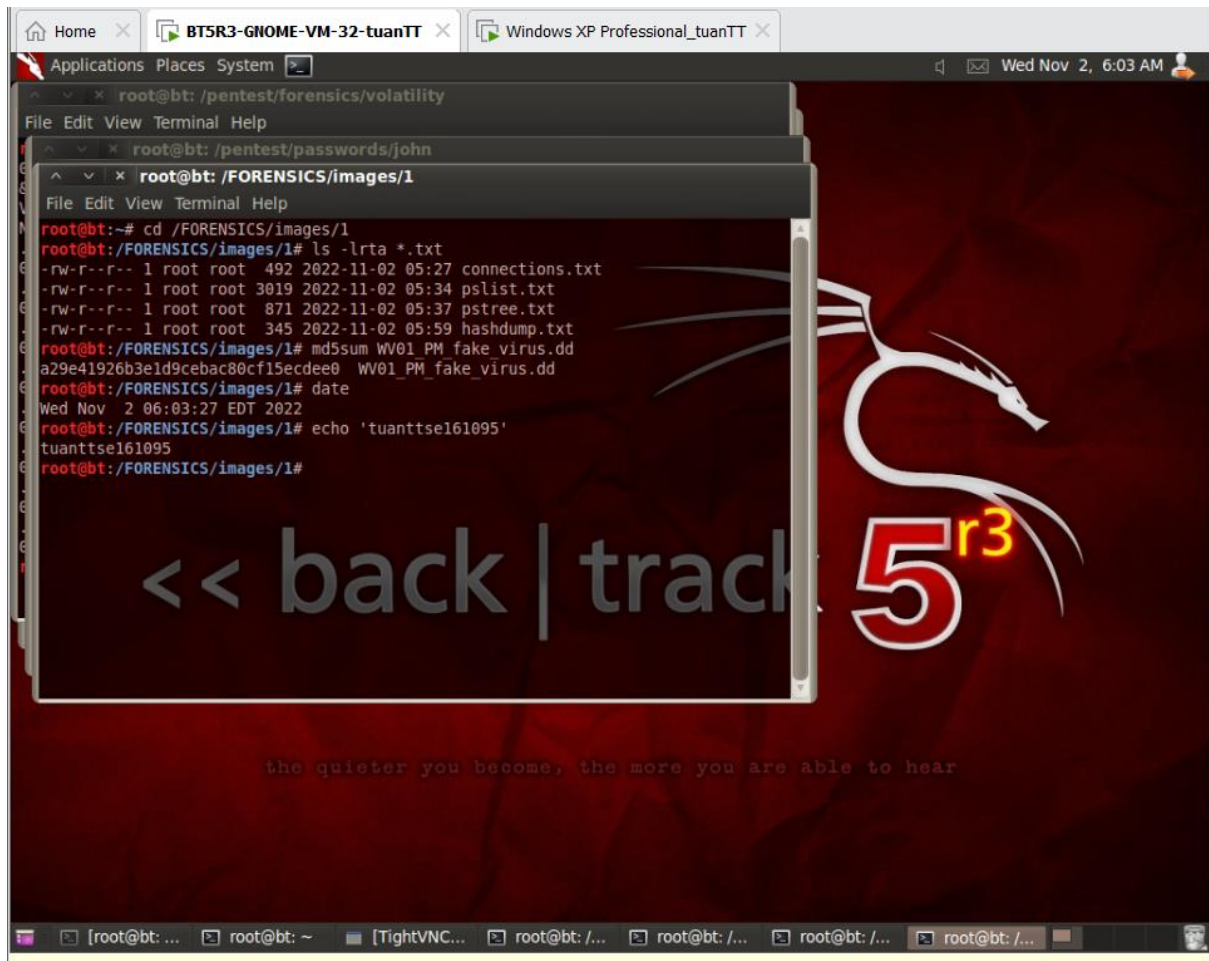 Home
BT5R3-GNOME-VM-32-tuanTT
Windows XP Professional_tuanTT
Applications Places System
Wed Nov 2, 6:03 AM
root@bt: /pentest/forensics/volatility
File Edit View Terminal Help
root@bt: /pentest/passwords/john
root@bt: /FORENSICS/images/1
File Edit View Terminal Help
root@bt:~# cd /FORENSICS/images/1
root@bt:/FORENSICS/images/1# ls -lrta *.txt
-rw-r--r-- 1 root root  492 2022-11-02 05:27 connections.txt
-rw-r--r-- 1 root root 3019 2022-11-02 05:34 pslist.txt
-rw-r--r-- 1 root root  871 2022-11-02 05:37 pstree.txt
-rw-r--r-- 1 root root  345 2022-11-02 05:59 hashdump.txt
root@bt:/FORENSICS/images/1# md5sum WV01_PM_fake_virus.dd
a29e41926b3e1d9cebac80cf15ecdee0  WV01_PM_fake_virus.dd
root@bt:/FORENSICS/images/1# date
Wed Nov  2 06:03:27 EDT 2022
root@bt:/FORENSICS/images/1# echo 'tuanttse161095'
tuanttse161095
root@bt:/FORENSICS/images/1#
<< back | track 5 r3
the quieter you become, the more you are able to hear
[root@bt: ...
root@bt: ~
[TightVNC...
root@bt: /...
root@bt: /...
root@bt: /...
root@bt: /...